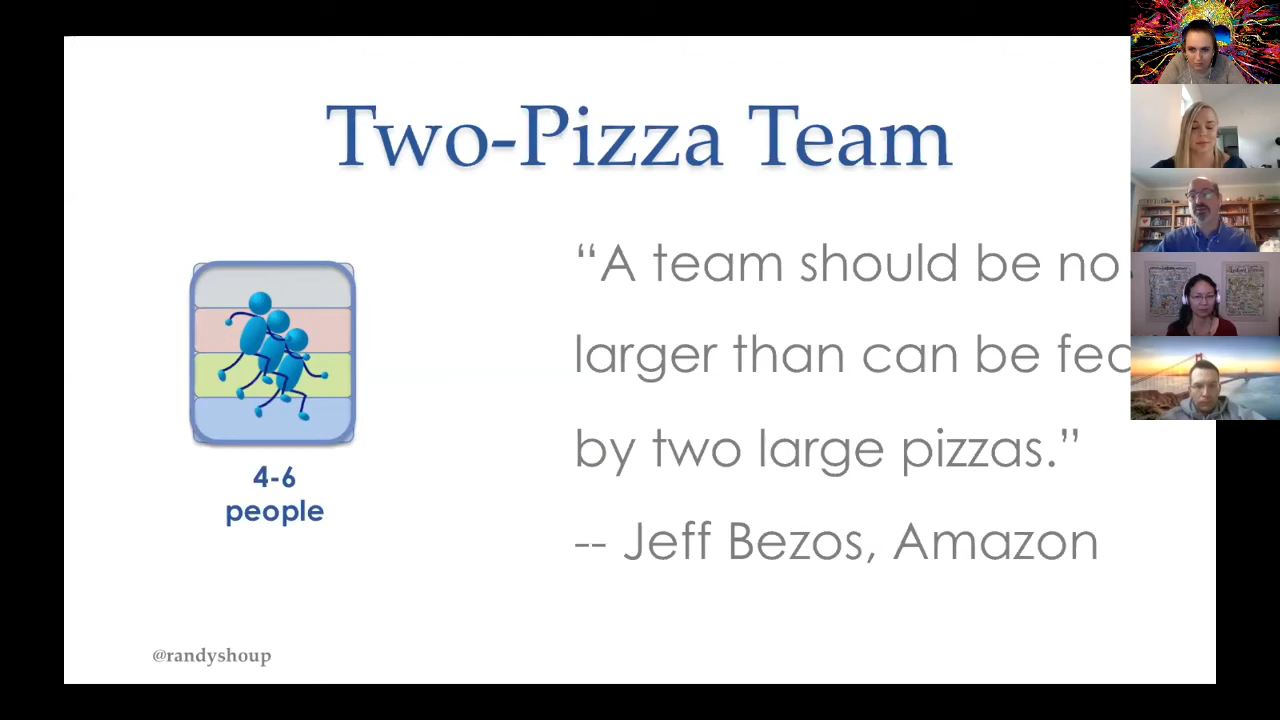 Two-Pizza Team
“A team should be no
larger than can be fed
by two large pizzas.”
-- Jeff Bezos, Amazon
4-6
people
@randyshoup